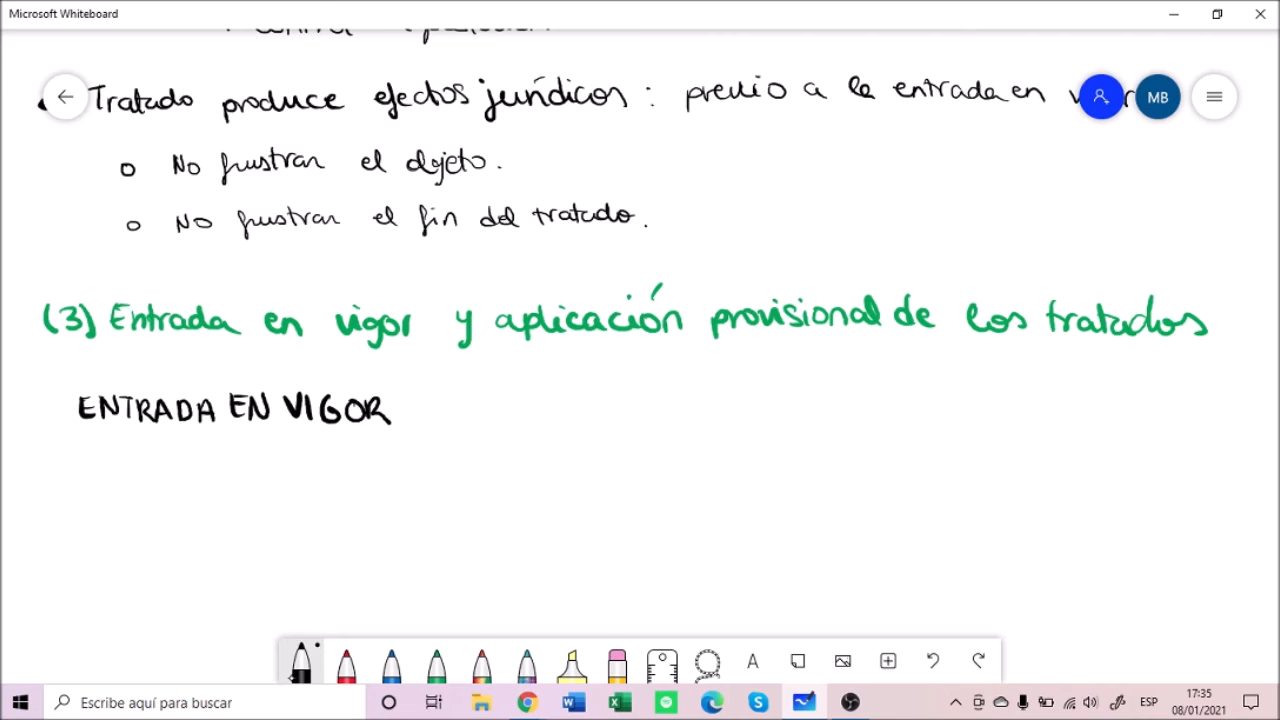 Microsoft Whiteboard
Tratado produce efectos jurídicos : previo a la entrada en
MB
o No frustrar el objeto.
o No frustrar el fin del tratado.
(3) Entrada en vigor y aplicación provisional de los tratados
ENTRADA EN VIGOR
A
Escribe aquí para buscar
ESP
17:35
08/01/2021